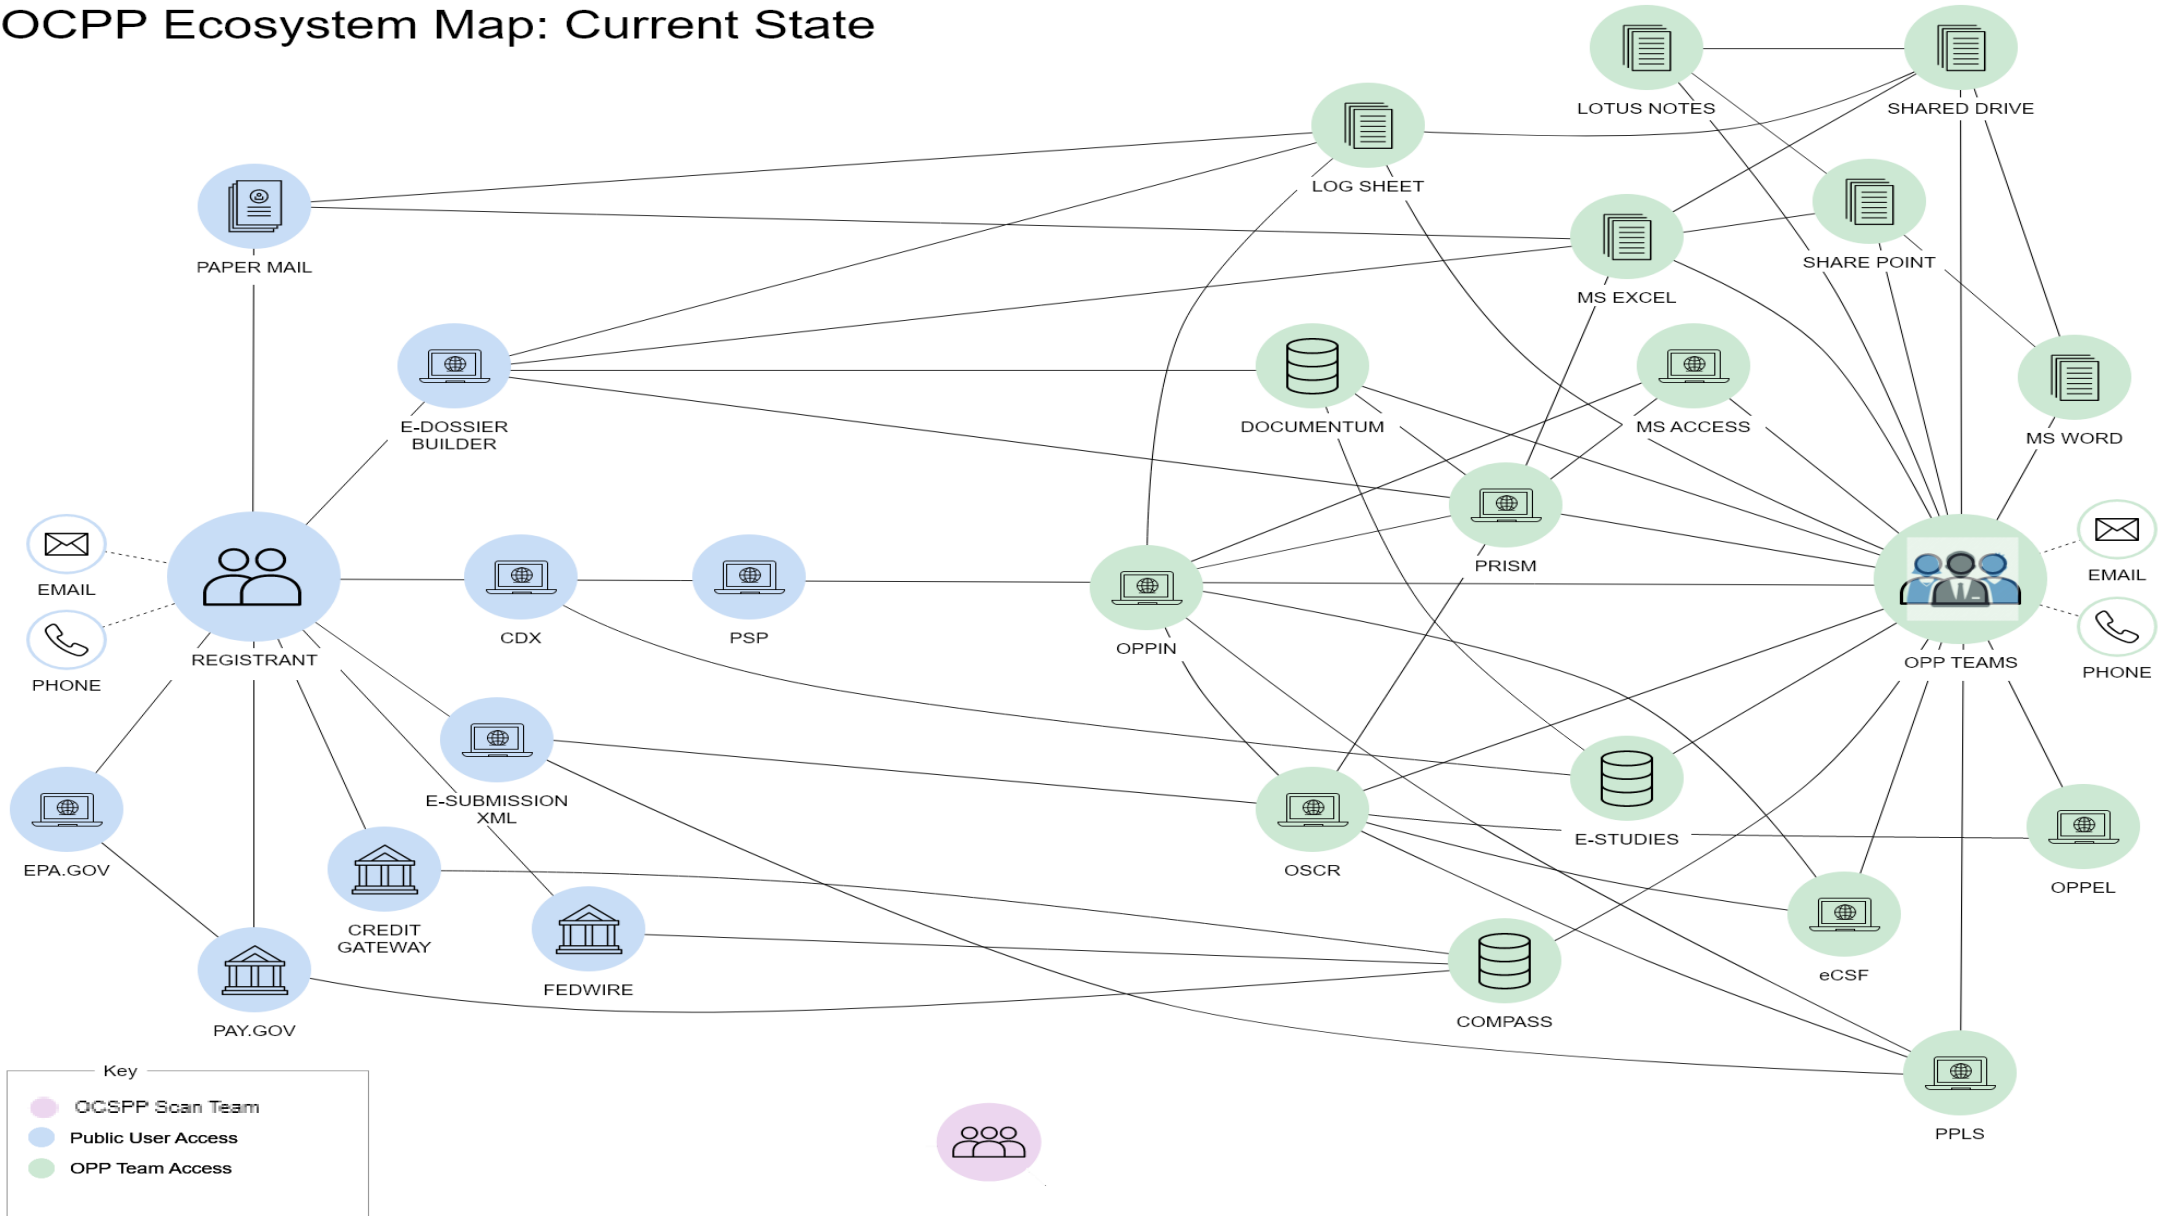 OCPP Ecosystem Map: Current State
LOTUS NOTES
SHARED DRIVE
LOG SHEET
PAPER MAIL
SHARE POINT
MS EXCEL
E-DOSSIER
BUILDER
DOCUMENTUM
MS ACCESS
MS WORD
EMAIL
PHONE
REGISTRANT
CDX
PSP
OPPIN
PRISM
OPP TEAMS
EMAIL
PHONE
E-SUBMISSION
XML
EPA.GOV
CREDIT
GATEWAY
FEDWIRE
PAY.GOV
OSCR
E-STUDIES
OPPEL
eCSF
COMPASS
PPLS
Key
OCSPP Scan Team
Public User Access
OPP Team Access